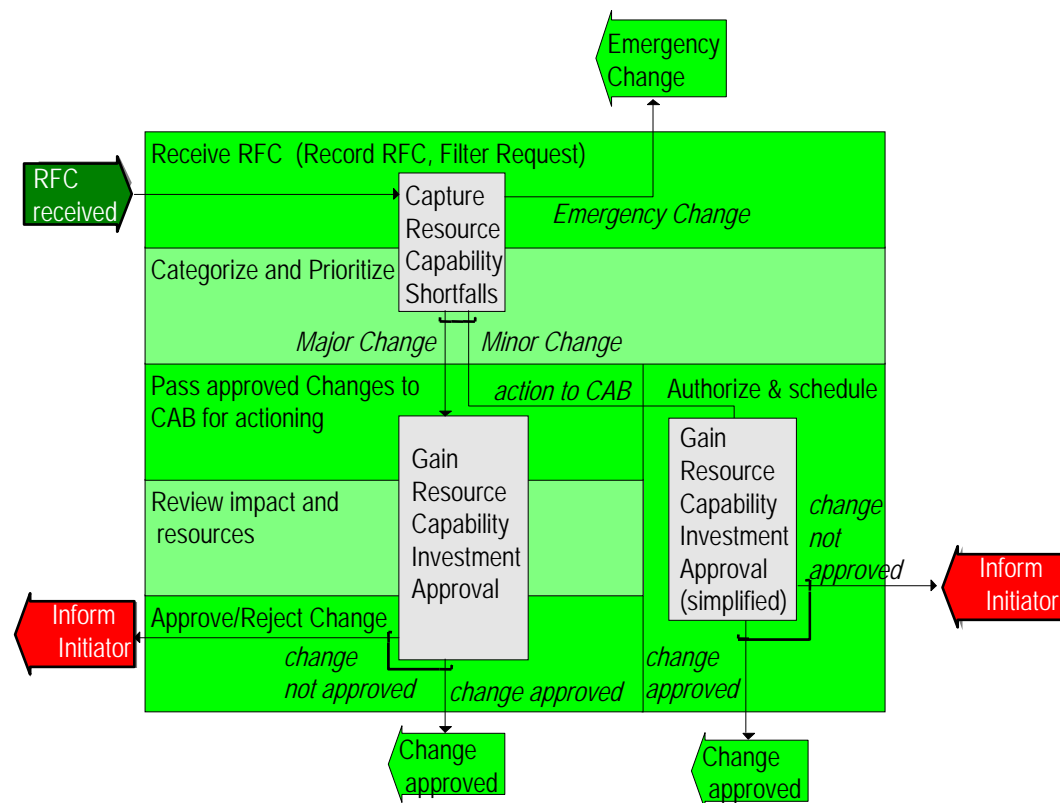 Emergency
Change
Receive RFC (Record RFC, Filter Request)
RFC
received
Capture
Resource
Capability
Shortfalls
Emergency Change
Categorize and Prioritize
Major Change
Minor Change
Pass approved Changes to
CAB for actioning
action to CAB
Authorize & schedule
Gain
Resource
Capability
Investment
Approval
Gain
Resource
Capability
Investment
Approval
(simplified)
change
not
approved
Review impact and
resources
Inform
Initiator
Inform
Initiator
Approve/Reject Change
change
not approved
change approved
change
approved
Change
approved
Change
approved